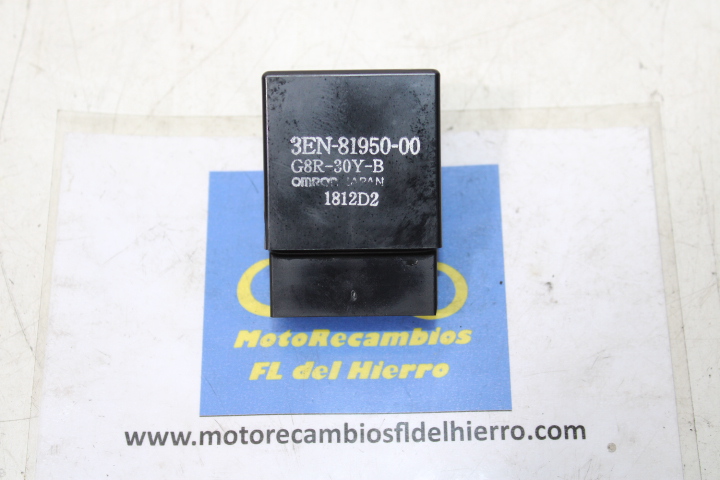 3EN-81950-00
G8R-30Y-B
OMRON JAPAN
1812D2
MotoRecambios
FL del Hierro
www.motorecambiosfldelhierro.com